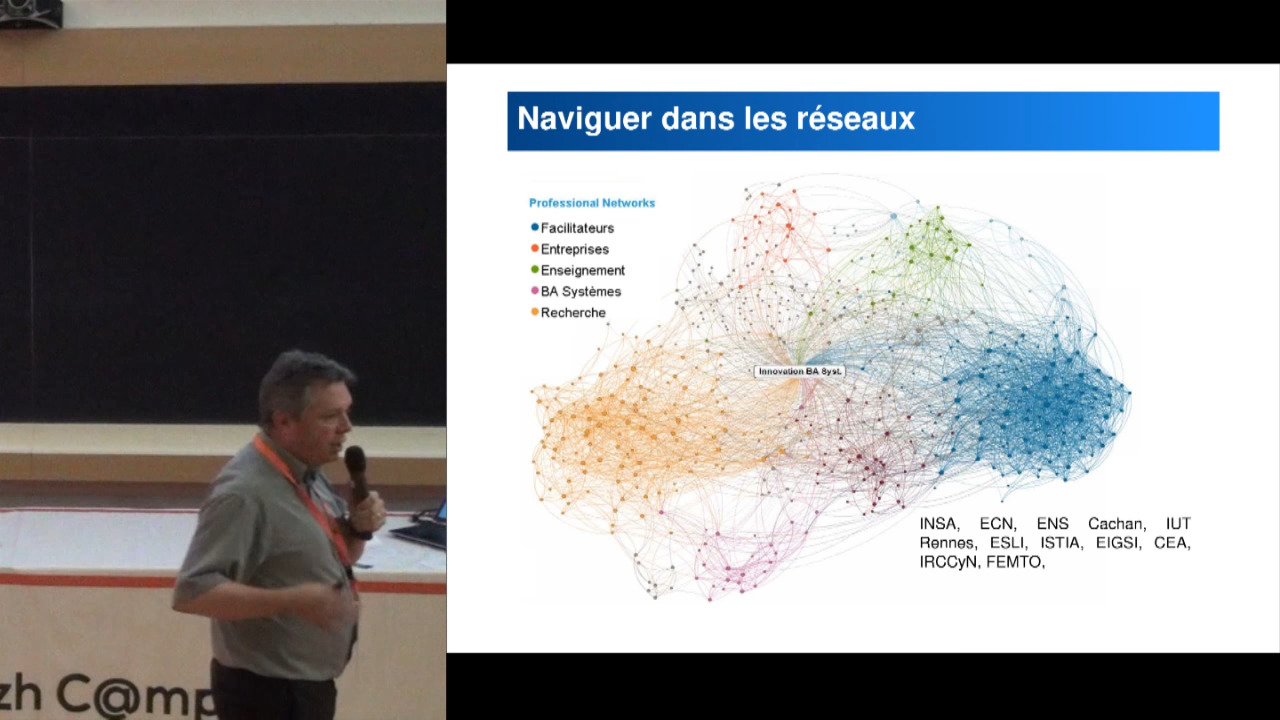 Naviguer dans les réseaux
Professional Networks
Facilitateurs
Entreprises
Enseignement
BA Systèmes
Recherche
Innovation BA Syst.
INSA, ECN, ENS Cachan, IUT
Rennes, ESLI, ISTIA, EIGSI, CEA,
IRCCyN, FEMTO,
zh C@mp